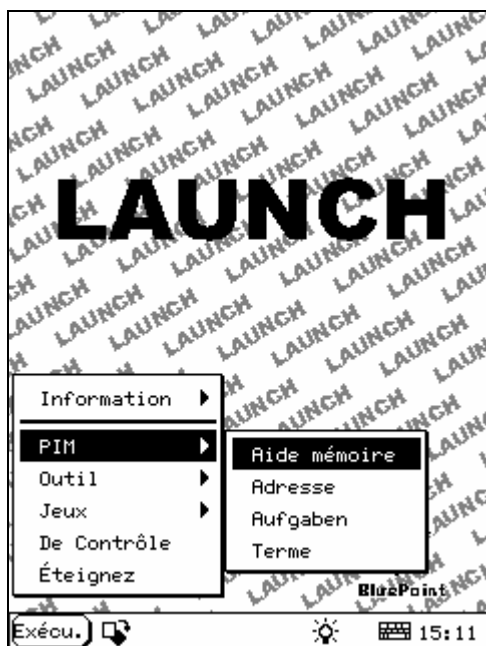 LAUNCH
Information
PIM
Outil
Jeux
De Contrôle
Éteignez
Aide mémoire
Adresse
Aufgaben
Terme
BluePoint
Exécu.
15:11